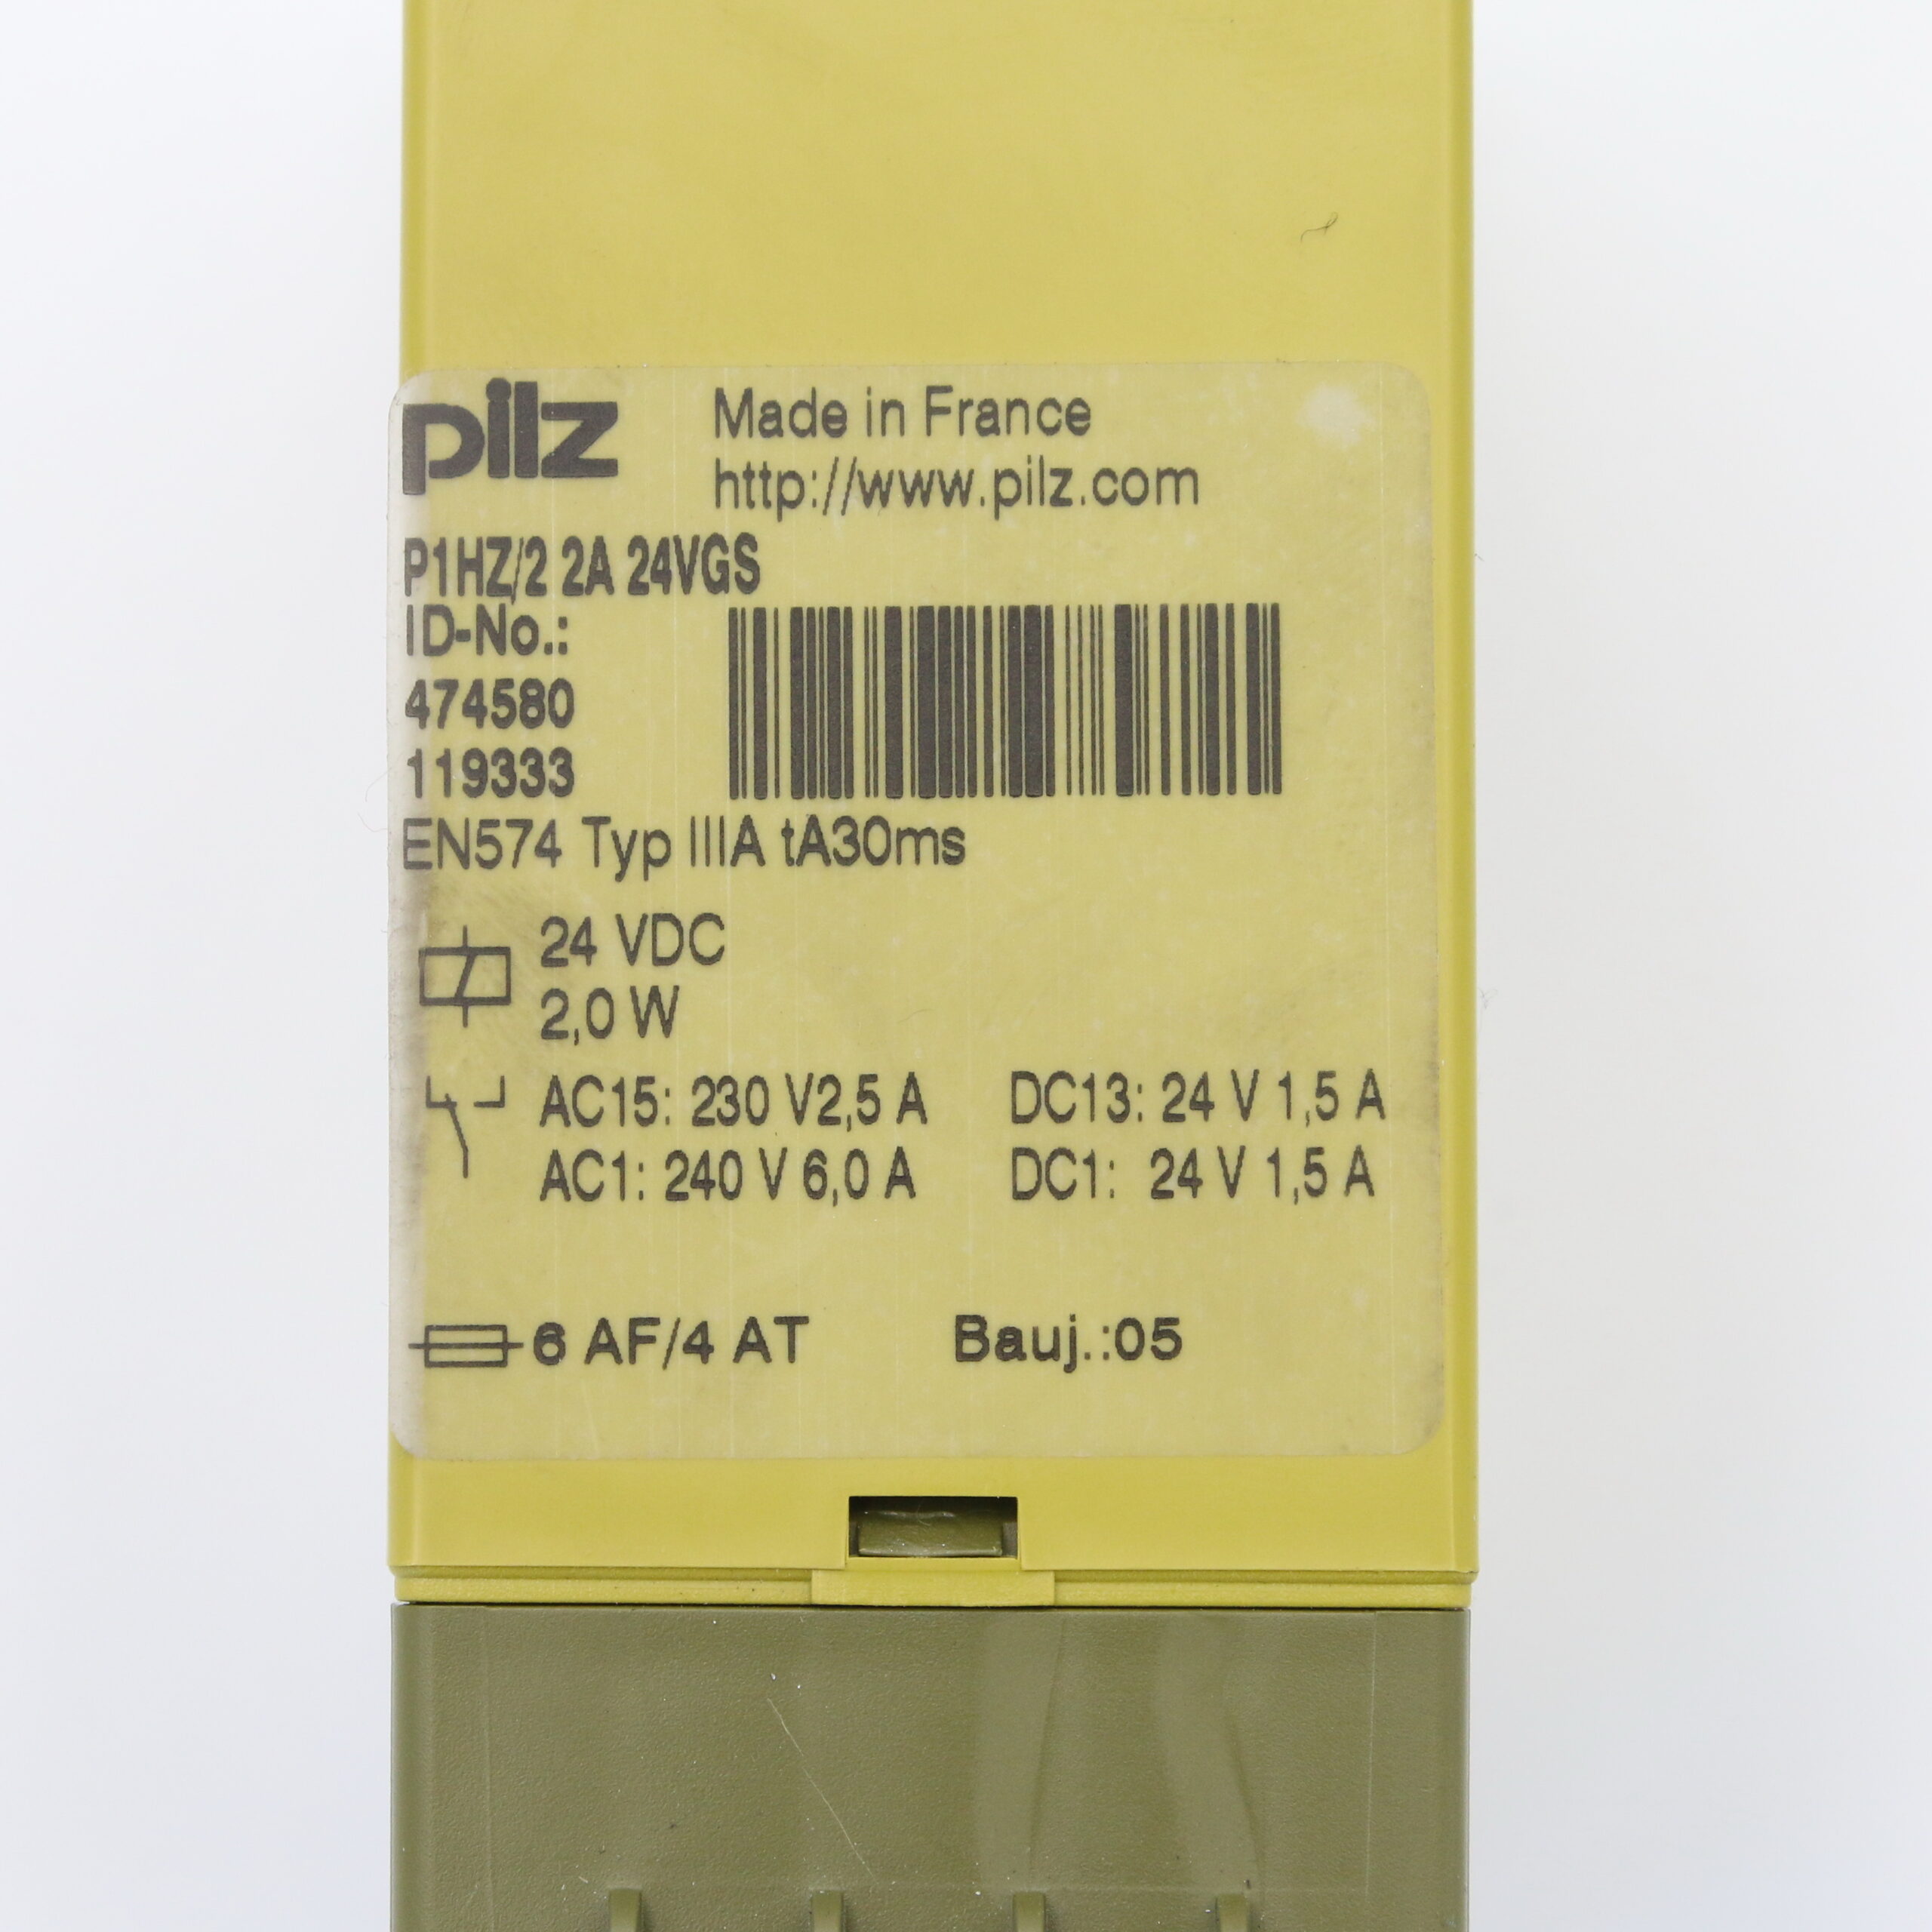 pilz
Made in France
http://www.pilz.com
P1HZ/2 2A 24VGS
ID-No.:
474580
119333
EN574 Typ IIIA tA30ms
24 VDC
2,0 W
AC15: 230 V2,5 A DC13: 24 V 1,5 A
AC1: 240 V 6,0 A DC1: 24 V 1,5 A
6 AF/4 AT Bauj.:05